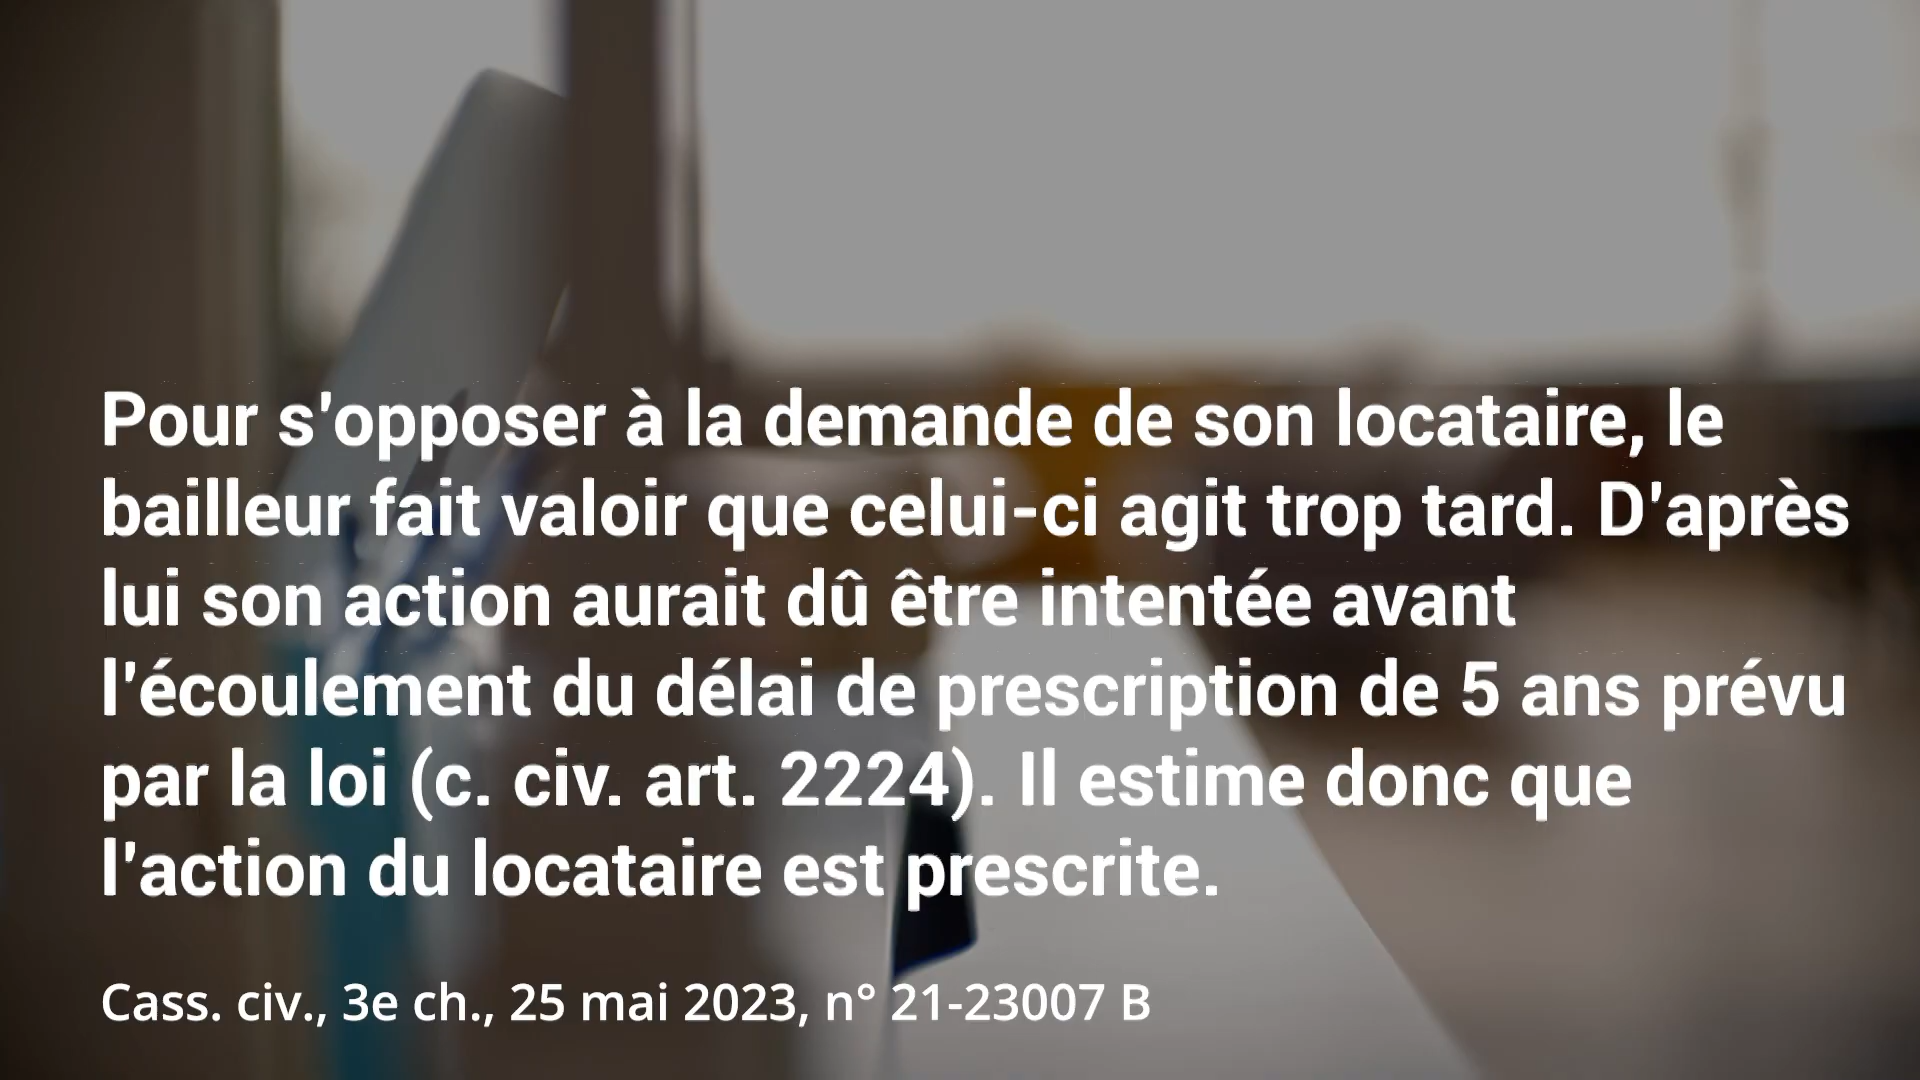 Pour s'opposer à la demande de son locataire, le
bailleur fait valoir que celui-ci agit trop tard. D'après
lui son action aurait dû être intentée avant
l'écoulement du délai de prescription de 5 ans prévu
par la loi (c. civ. art. 2224). Il estime donc que
l'action du locataire est prescrite.
Cass. civ., 3e ch., 25 mai 2023, n° 21-23007 B